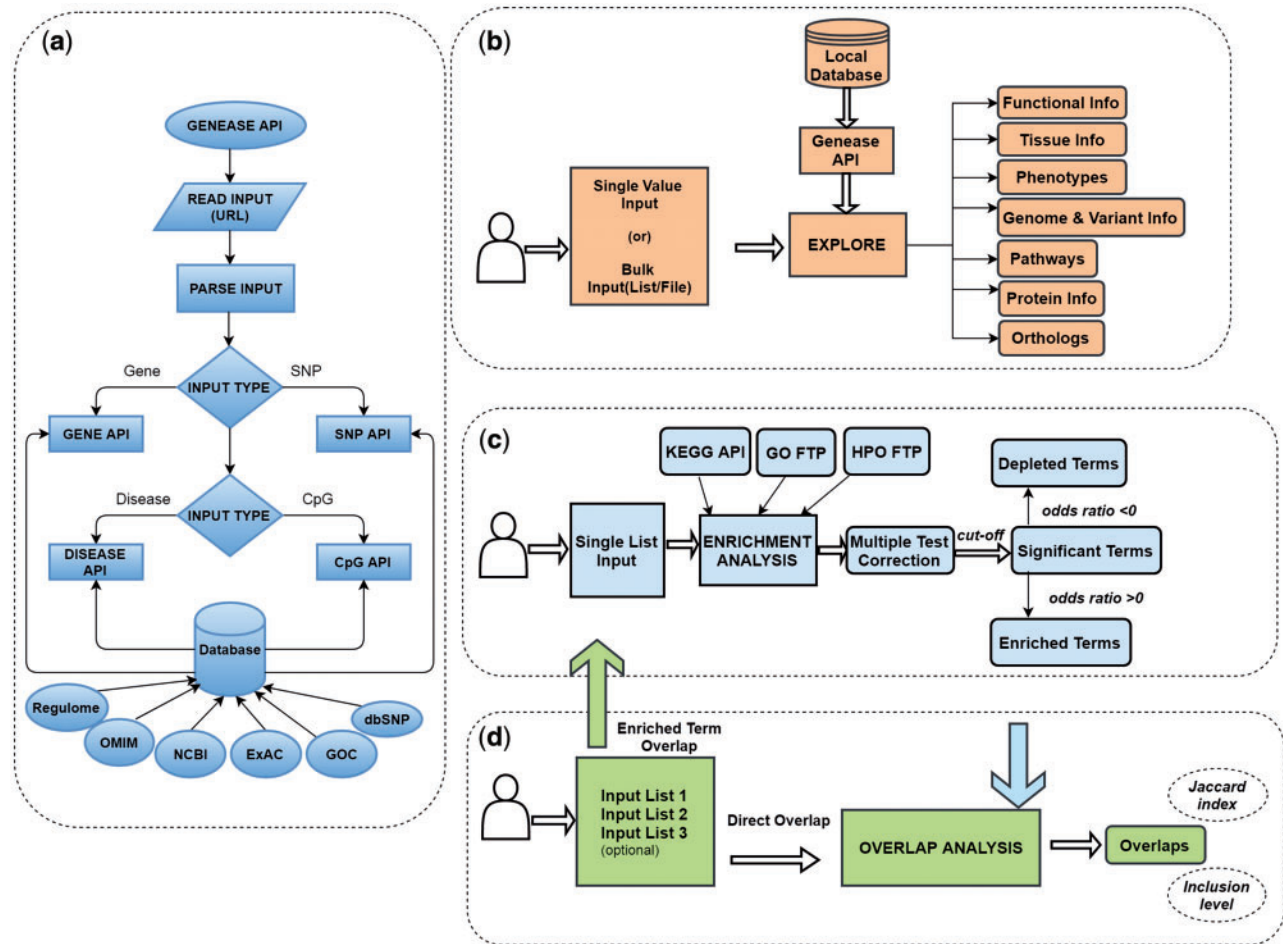 (a)
GENEASE API
READ INPUT
(URL)
PARSE INPUT
Gene
SNP
INPUT TYPE
GENE API
SNP API
Disease
CpG
INPUT TYPE
DISEASE
API
CpG API
Database
Regulome
dbSNP
OMIM
NCBI
ExAC
GOC
(b)
Local
Database
Genease
API
Single Value
Input
(or)
Bulk
Input(List/File)
EXPLORE
Functional Info
Tissue Info
Phenotypes
Genome & Variant Info
Pathways
Protein Info
Orthologs
(c)
KEGG API
GO FTP
HPO FTP
Single List
Input
ENRICHMENT
ANALYSIS
Multiple Test
Correction
cut-off
Depleted Terms
odds ratio <0
Significant Terms
odds ratio >0
Enriched Terms
(d)
Enriched Term
Overlap
Input List 1
Input List 2
Input List 3
(optional)
Direct Overlap
OVERLAP ANALYSIS
Jaccard
index
Overlaps
Inclusion
level